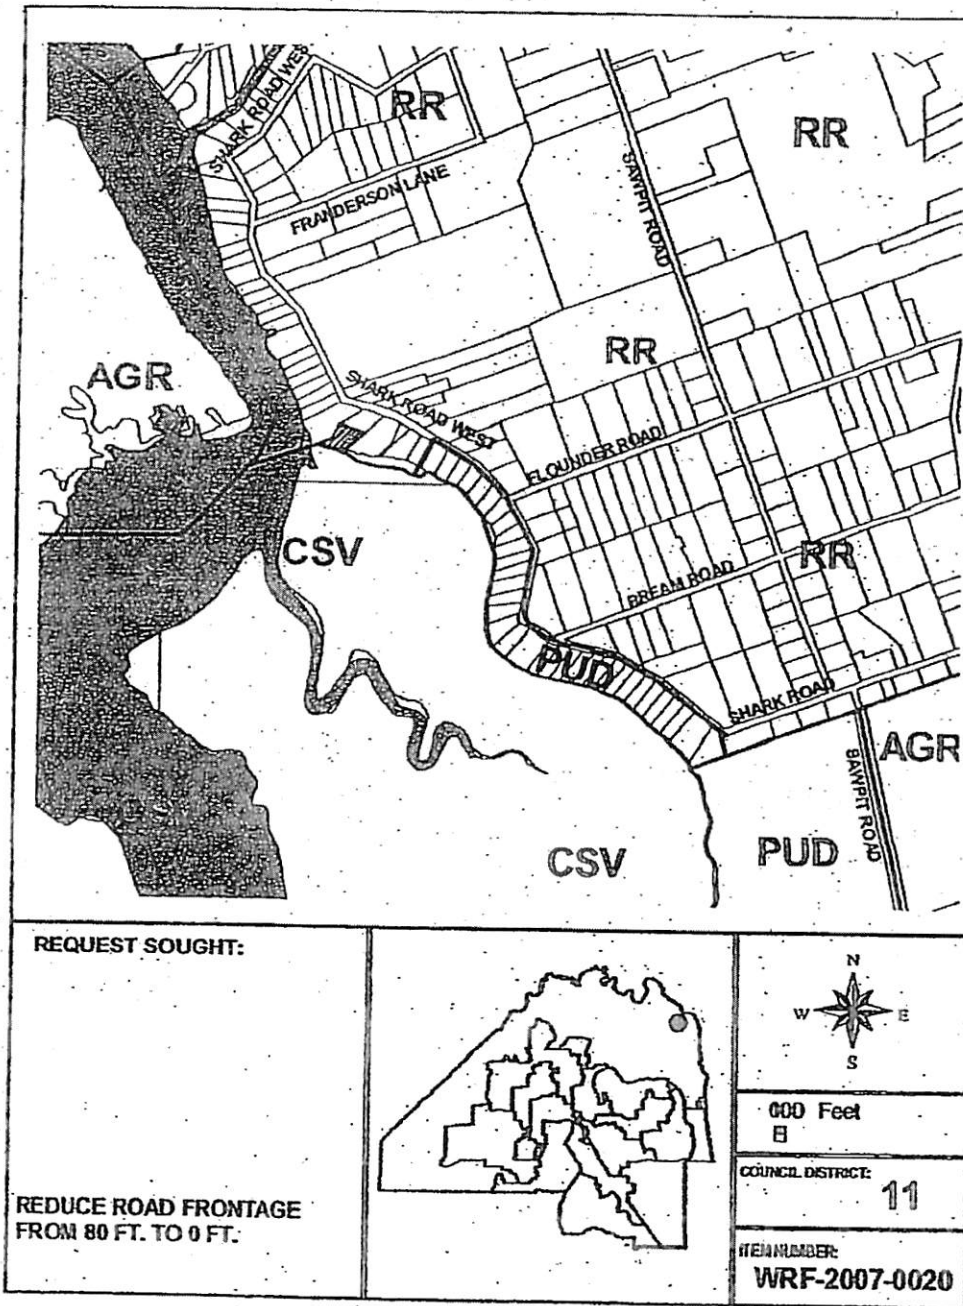 SHARK ROAD WEST
RR
RR
FRANDERSON LANE
SAWPIT ROAD
AGR
RR
SHARK ROAD WEST
FLOUNDER ROAD
CSV
RR
BREAM ROAD
PUD
SHARK ROAD
AGR
SAWPIT ROAD
CSV
PUD
REQUEST SOUGHT:
REDUCE ROAD FRONTAGE
FROM 80 FT. TO 0 FT.
N
W E
S
600 Feet
COUNCIL DISTRICT:
11
ITEM NUMBER:
WRF-2007-0020